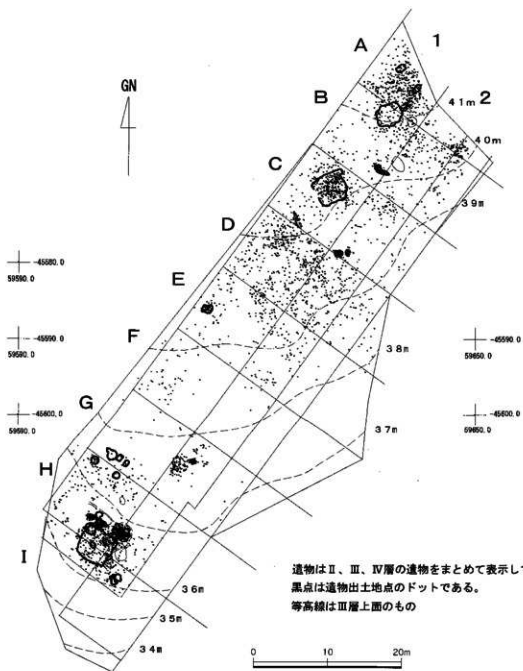 A
1
GN
B
2
41m
40m
C
39m
D
-45580.0
59590.0
E
-45590.0
59590.0
-45590.0
59650.0
F
38m
G
-45600.0
59590.0
-45600.0
59650.0
37m
H
I
遺物はⅡ、Ⅲ、Ⅳ層の遺物をまとめて表示し
黒点は遺物出土地点のドットである。
等高線はⅢ層上面のもの
36m
35m
34m
0 10 20m